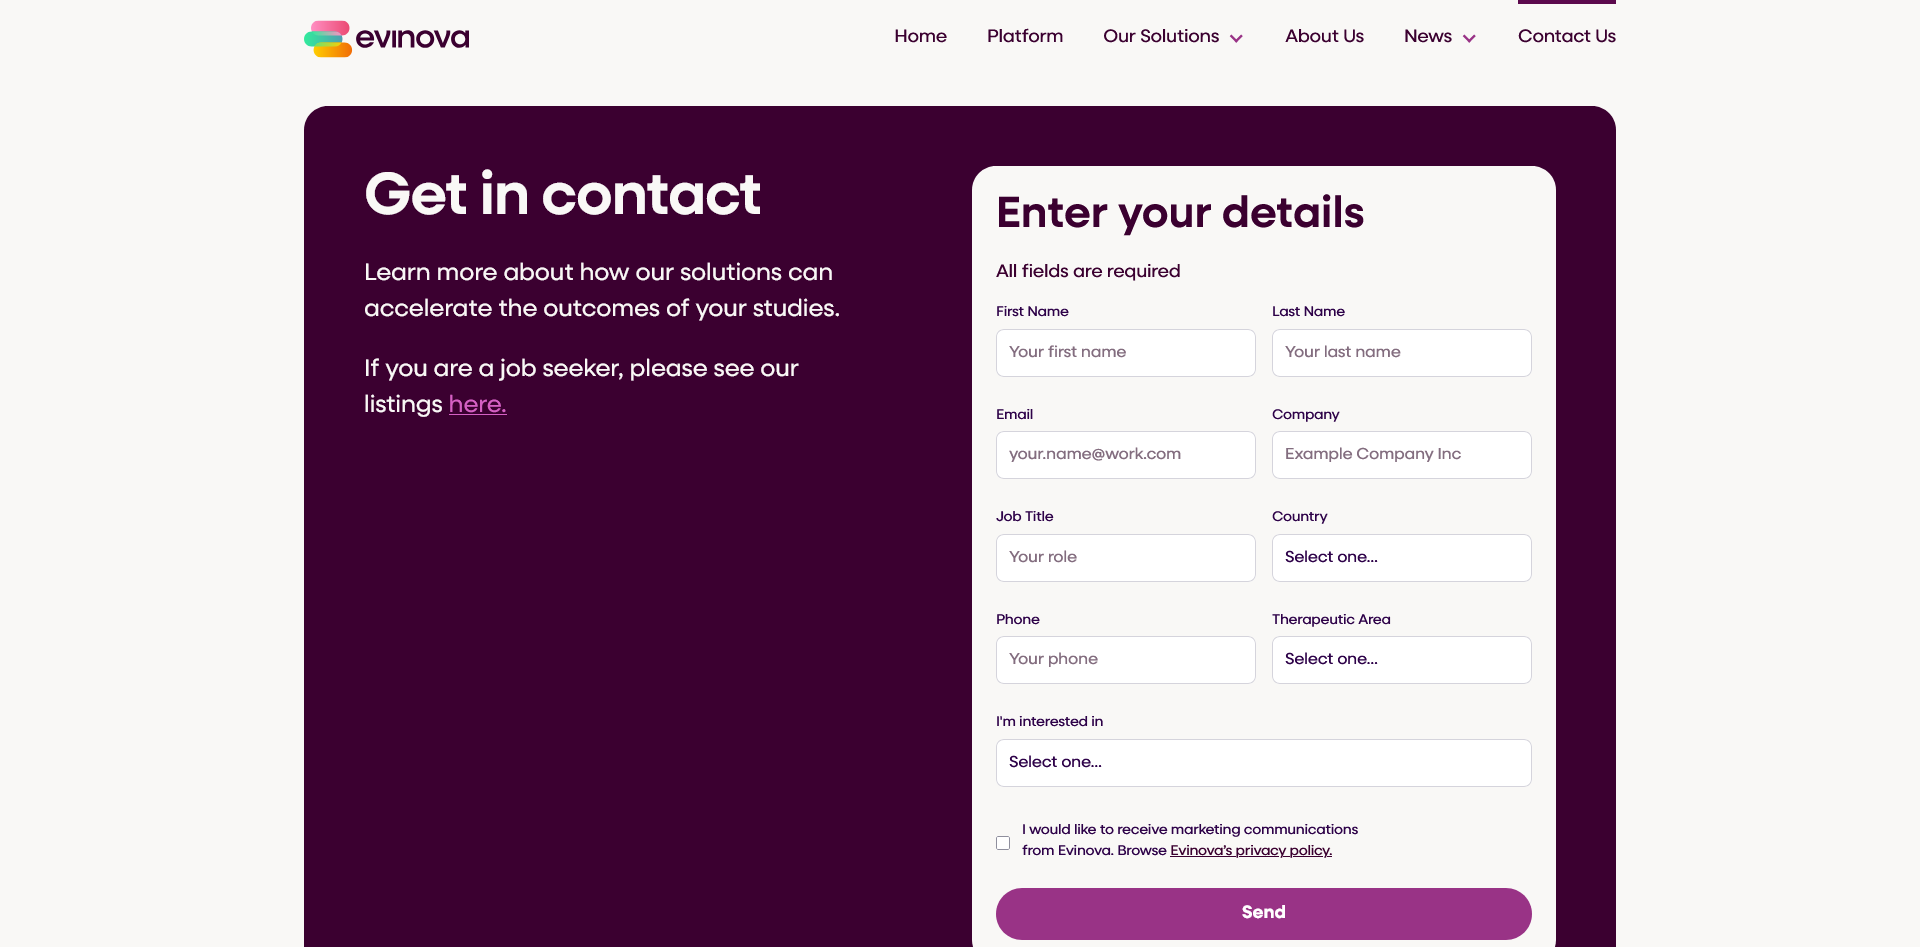 evinova
Home Platform Our Solutions About Us News Contact Us
Get in contact
Learn more about how our solutions can
accelerate the outcomes of your studies.
If you are a job seeker, please see our
listings here.
Enter your details
All fields are required
First Name Last Name
Your first name Your last name
Email Company
your.name@work.com Example Company Inc
Job Title Country
Your role Select one...
Phone Therapeutic Area
Your phone Select one...
I'm interested in
Select one...
I would like to receive marketing communications
from Evinova. Browse Evinova's privacy policy.
Send